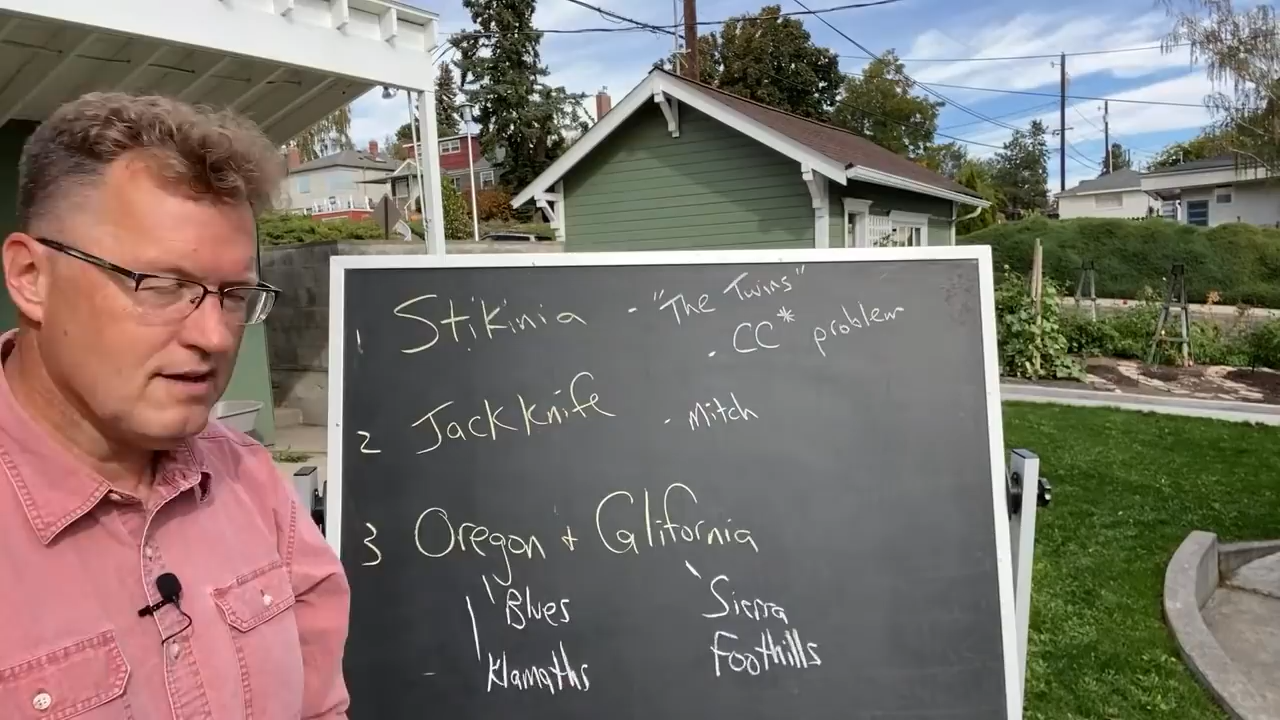 1 Stikinia - "The Twins"
· CC* problem
2 Jackknife - Mitch
3 Oregon + California
Blues
Sierra
Klamaths
Foothills